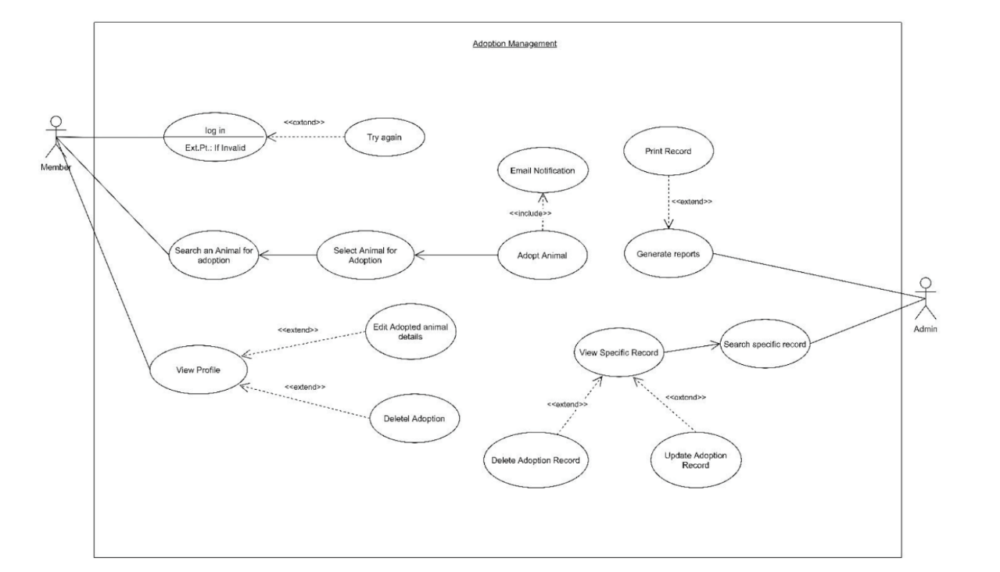 Adoption Management
log in
Ext.Pt.: If Invalid
<<extend>>
Try again
Member
Print Record
Email Notification
<<extend>>
<<include>>
Search an Animal for
adoption
Select Animal for
Adoption
Adopt Animal
Generate reports
Admin
Edit Adopted animal
details
<<extend>>
View Profile
<<extend>>
Deletel Adoption
View Specific Record
Search specific record
<<extend>>
<<extend>>
Delete Adoption Record
Update Adoption
Record